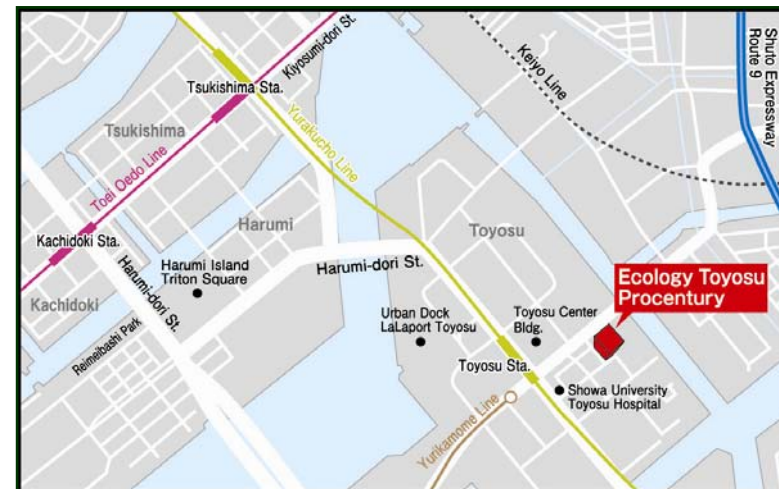 Tsukishima Sta.
Kiyosumi-dori St.
Tsukishima
Toei Oedo Line
Yurakucho Line
Keiyo Line
Shuto Expressway
Route 9
Kachidoki Sta.
Harumi
Harumi-dori St.
Toyosu
Harumi Island
Triton Square
Harumi-dori St.
Kachidoki
Reimeibashi Park
Urban Dock
LaLaport Toyosu
Toyosu Center
Bldg.
Ecology Toyosu
Procentury
Toyosu Sta.
Yurikamome Line
Showa University
Toyosu Hospital